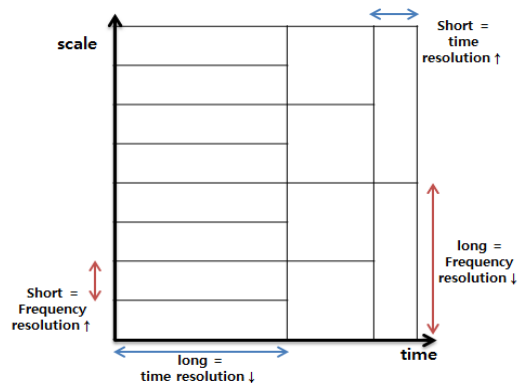 scale
Short =
time
resolution↑
Short =
Frequency
resolution↑
long =
Frequency
resolution↓
long =
time resolution↓
time